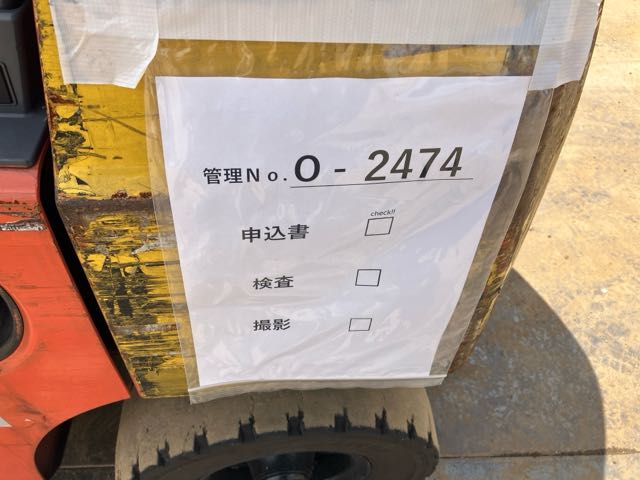 管理No. O - 2474
check!!
申込書 □
検査 □
撮影 □